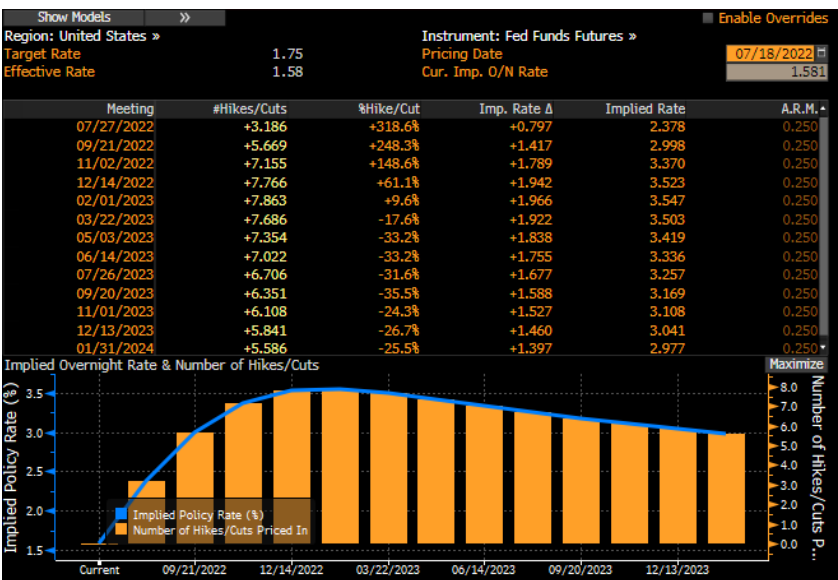 Show Models »
Enable Overrides
Region: United States » Instrument: Fed Funds Futures »
Target Rate 1.75 Pricing Date 07/18/2022
Effective Rate 1.58 Cur. Imp. O/N Rate 1.581
Meeting #Hikes/Cuts %Hike/Cut Imp. Rate Δ Implied Rate A.R.M.
07/27/2022 +3.186 +318.6% +0.797 2.378 0.250
09/21/2022 +5.669 +248.3% +1.417 2.998 0.250
11/02/2022 +7.155 +148.6% +1.789 3.370 0.250
12/14/2022 +7.766 +61.1% +1.942 3.523 0.250
02/01/2023 +7.863 +9.6% +1.966 3.547 0.250
03/22/2023 +7.686 -17.6% +1.922 3.503 0.250
05/03/2023 +7.354 -33.2% +1.838 3.419 0.250
06/14/2023 +7.022 -33.2% +1.755 3.336 0.250
07/26/2023 +6.706 -31.6% +1.677 3.257 0.250
09/20/2023 +6.351 -35.5% +1.588 3.169 0.250
11/01/2023 +6.108 -24.3% +1.527 3.108 0.250
12/13/2023 +5.841 -26.7% +1.460 3.041 0.250
01/31/2024 +5.586 -25.5% +1.397 2.977 0.250
Implied Overnight Rate & Number of Hikes/Cuts Maximize
Implied Policy Rate (%)
3.5
3.0
2.5
2.0
1.5
Implied Policy Rate (%)
Number of Hikes/Cuts Priced In
8.0
7.0
6.0
5.0
4.0
3.0
2.0
1.0
0.0
Number of Hikes/Cuts P...
Current 09/21/2022 12/14/2022 03/22/2023 06/14/2023 09/20/2023 12/13/2023